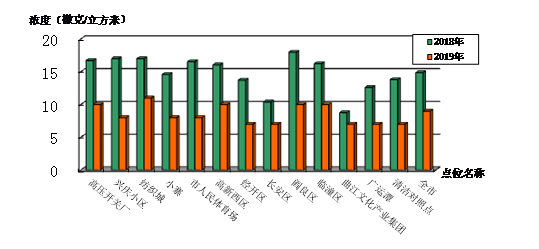 浓度（微克/立方米）
2018年
2019年
20
15
10
5
0
点位名称
高压开关厂
兴庆小区
纺织城
小寨
市人民体育场
高新西区
经开区
长安区
阎良区
临潼区
曲江文化产业集团
广运潭
清洁对照点
全市